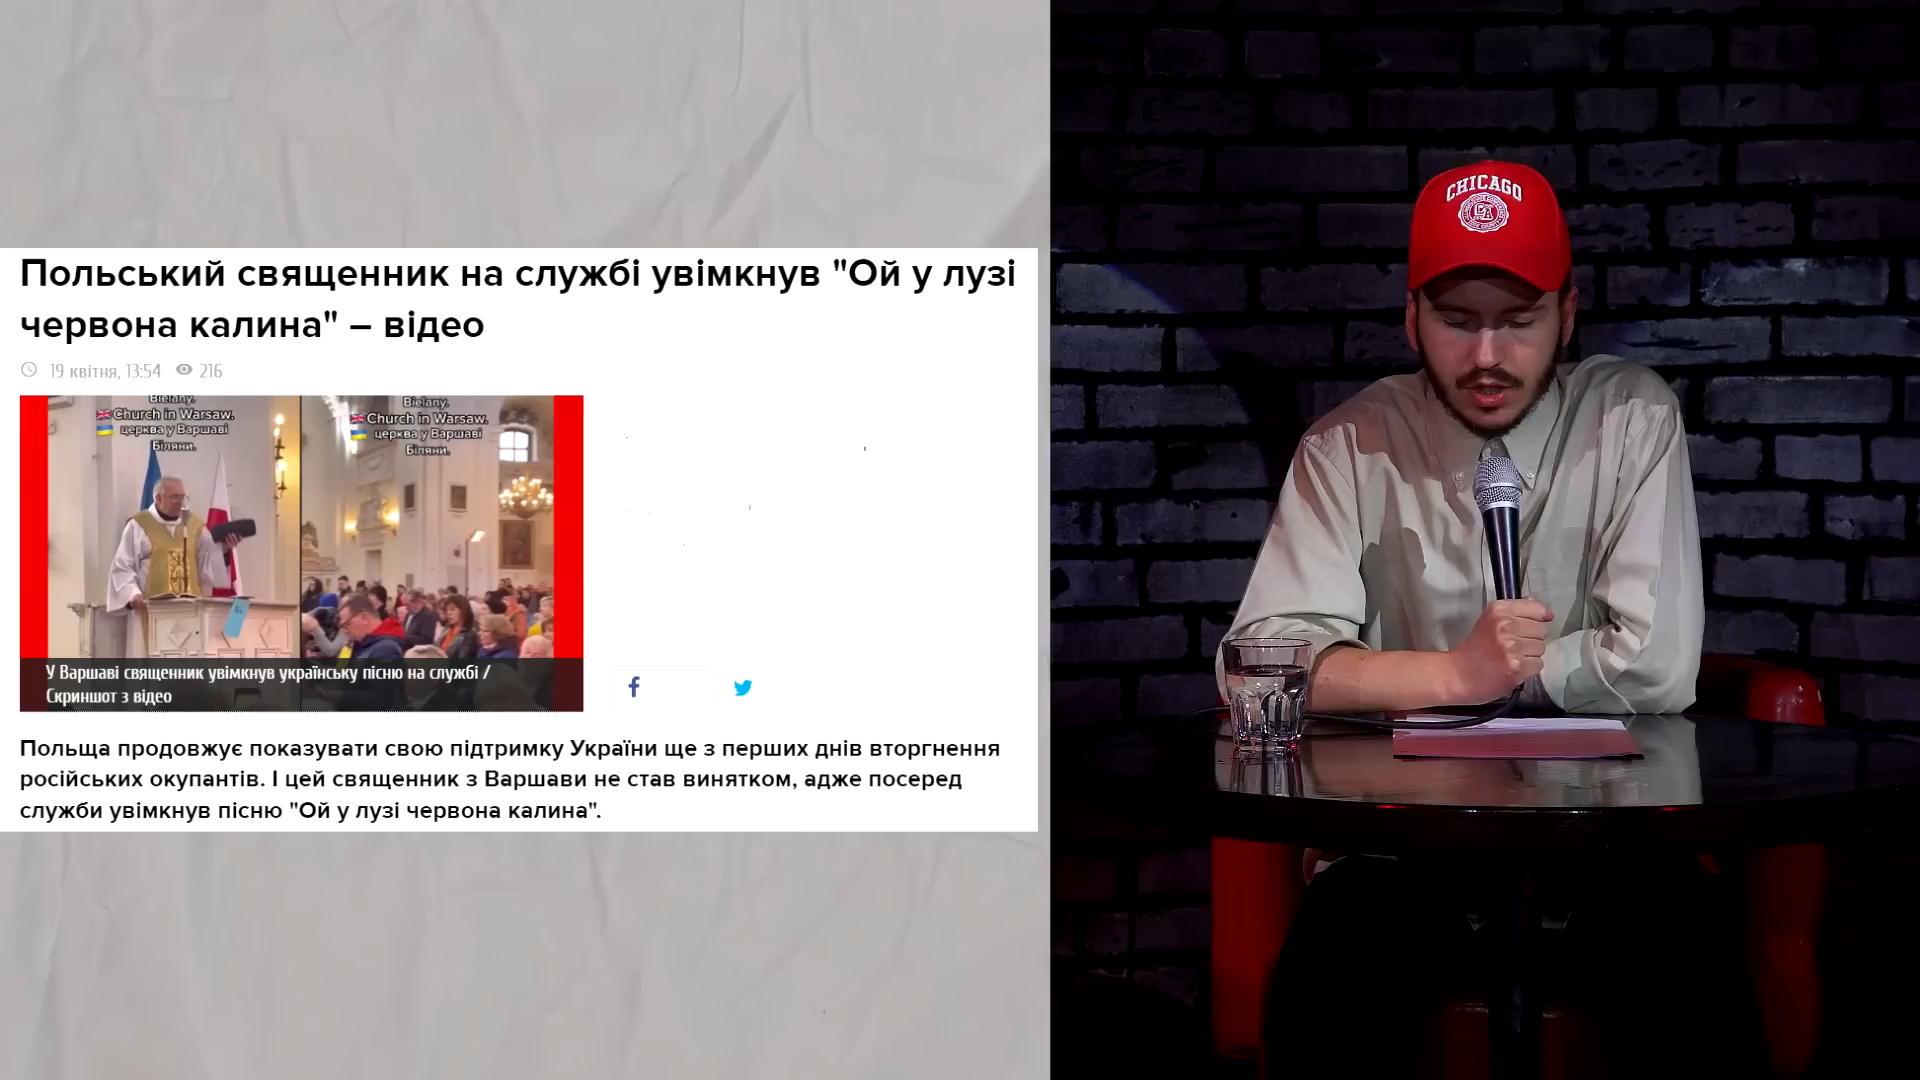 Польський священник на службі увімкнув "Ой у лузі
червона калина" – відео
19 квітня, 13:54 216
Bielany.
Church in Warsaw.
церква у Варшаві
Біляни.
Bielany.
Church in Warsaw.
церква у Варшаві
Біляни.
У Варшаві священник увімкнув українську пісню на службі /
Скриншот з відео
Польща продовжує показувати свою підтримку України ще з перших днів вторгнення
російських окупантів. І цей священник з Варшави не став винятком, адже посеред
служби увімкнув пісню "Ой у лузі червона калина".
CHICAGO